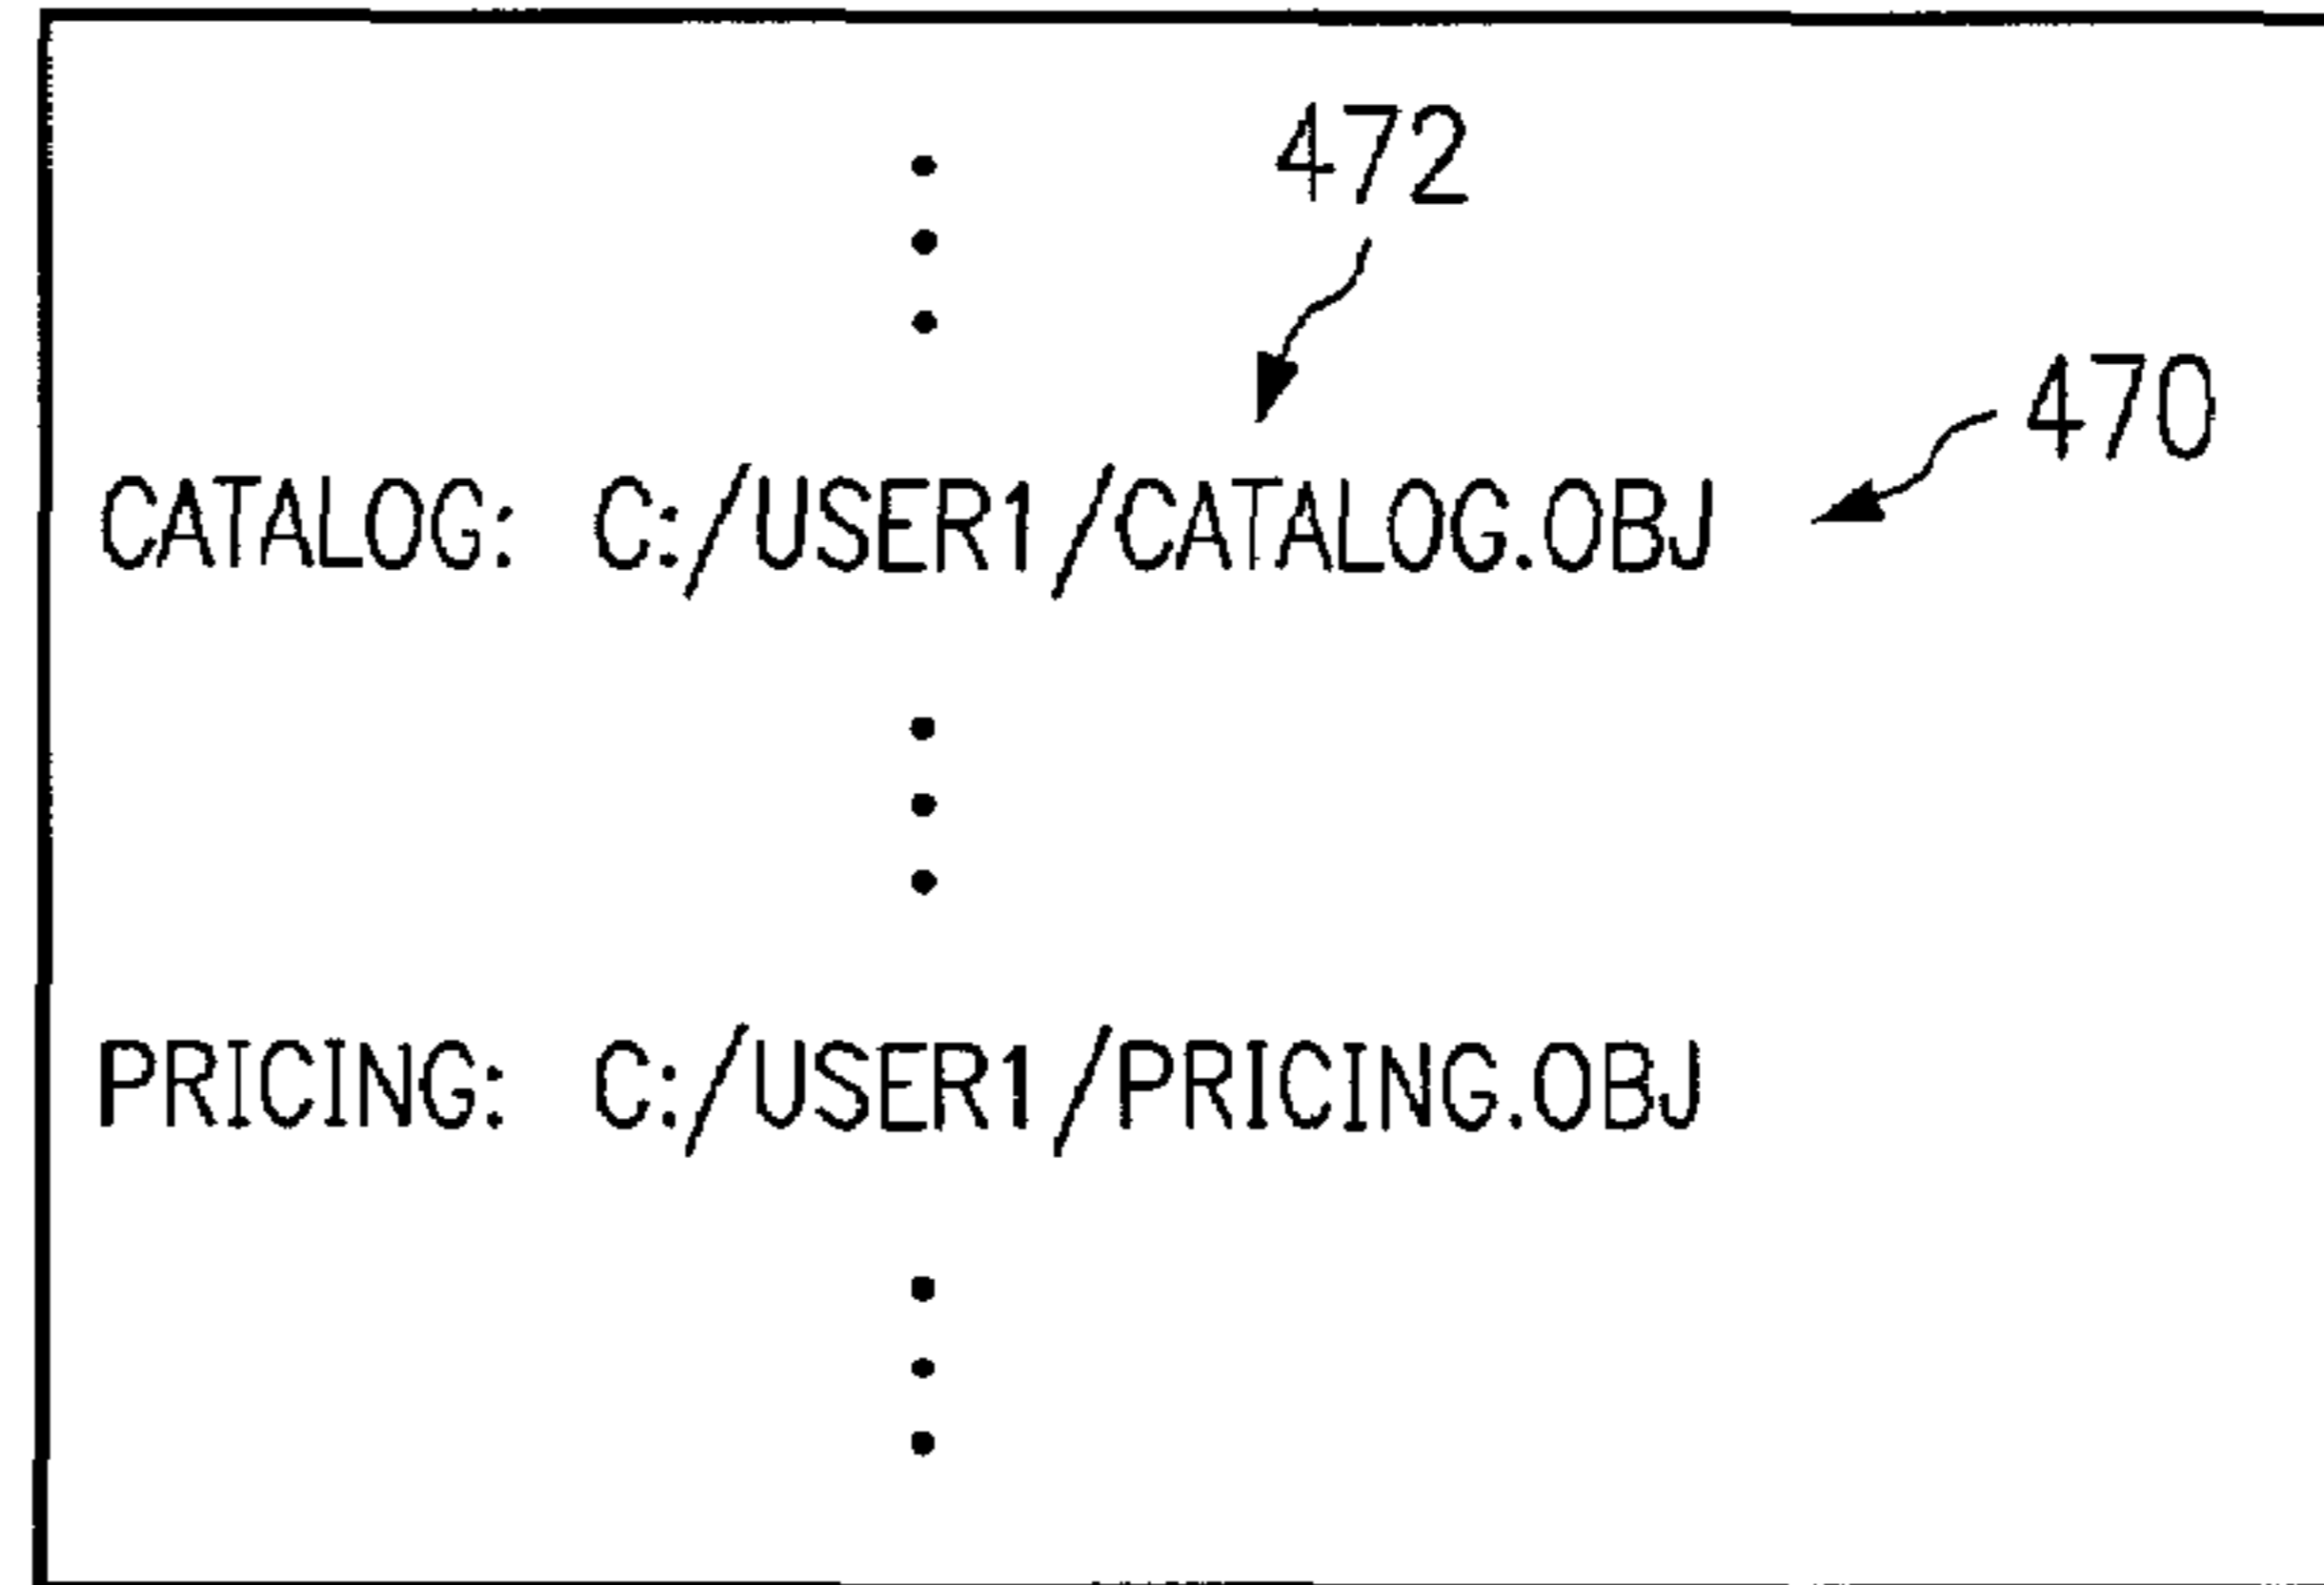 472
470
CATALOG: C:/USER1/CATALOG.OBJ
PRICING: C:/USER1/PRICING.OBJ